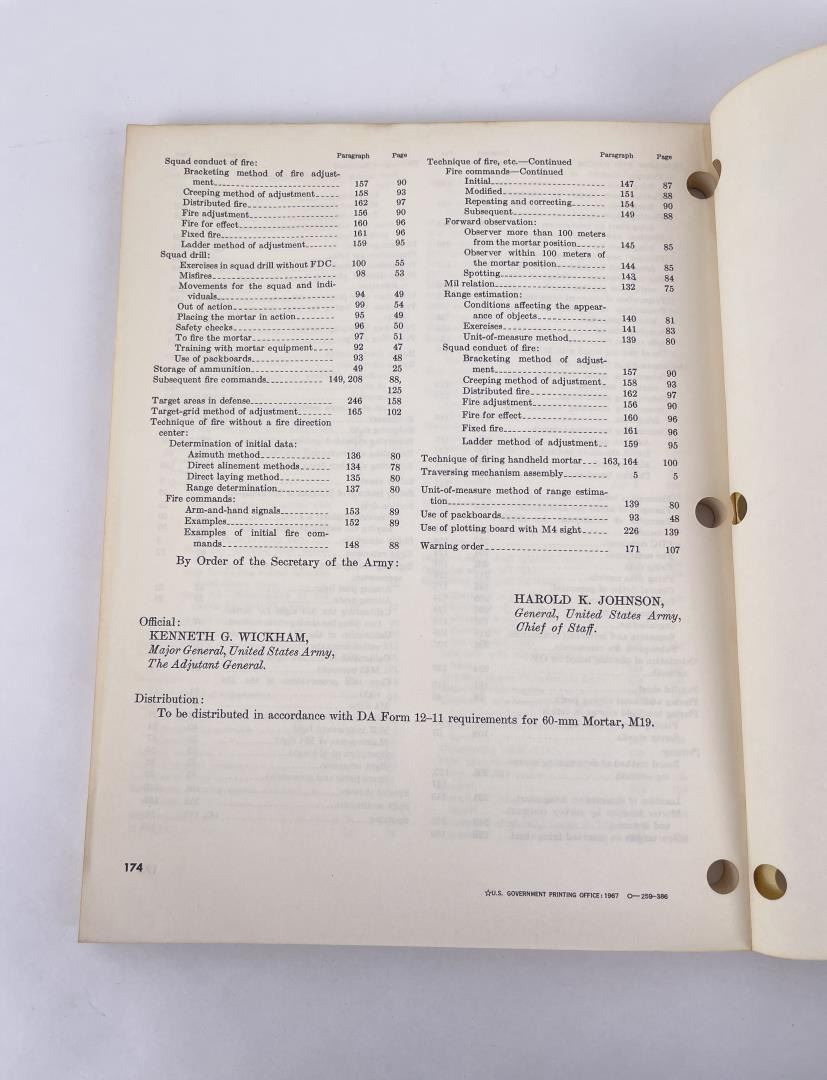 Paragraph Page
Squad conduct of fire:
Bracketing method of fire adjust-
ment 157 90
Creeping method of adjustment 158 93
Distributed fire 162 97
Fire adjustment 156 90
Fire for effect 160 96
Fixed fire 161 96
Ladder method of adjustment 159 95
Squad drill:
Exercises in squad drill without FDC 100 55
Misfires 98 53
Movements for the squad and indi-
viduals 94 49
Out of action 99 54
Placing the mortar in action 95 49
Safety checks 96 50
To fire the mortar 97 51
Training with mortar equipment 92 47
Use of packboards 93 48
Storage of ammunition 49 25
Subsequent fire commands 149, 208 88,
125
Target areas in defense 246 158
Target-grid method of adjustment 165 102
Technique of fire without a fire direction
center:
Determination of initial data:
Azimuth method 136 80
Direct alinement methods 134 78
Direct laying method 135 80
Range determination 137 80
Fire commands:
Arm-and-hand signals 153 89
Examples 152 89
Examples of initial fire com-
mands 148 88
Paragraph Page
Technique of fire, etc.—Continued
Fire commands—Continued
Initial 147 87
Modified 151 88
Repeating and correcting 154 90
Subsequent 149 88
Forward observation:
Observer more than 100 meters
from the mortar position 145 85
Observer within 100 meters of
the mortar position 144 85
Spotting 143 84
Mil relation 132 75
Range estimation:
Conditions affecting the appear-
ance of objects 140 81
Exercises 141 83
Unit-of-measure method 139 80
Squad conduct of fire:
Bracketing method of adjust-
ment 157 90
Creeping method of adjustment 158 93
Distributed fire 162 97
Fire adjustment 156 90
Fire for effect 160 96
Fixed fire 161 96
Ladder method of adjustment 159 95
Technique of firing handheld mortar 163, 164 100
Traversing mechanism assembly 5 5
Unit-of-measure method of range estima-
tion 139 80
Use of packboards 93 48
Use of plotting board with M4 sight 226 139
Warning order 171 107
By Order of the Secretary of the Army:
HAROLD K. JOHNSON,
General, United States Army,
Chief of Staff.
Official:
KENNETH G. WICKHAM,
Major General, United States Army,
The Adjutant General.
Distribution:
To be distributed in accordance with DA Form 12–11 requirements for 60-mm Mortar, M19.
174
☆U.S. GOVERNMENT PRINTING OFFICE: 1967 O—259-386